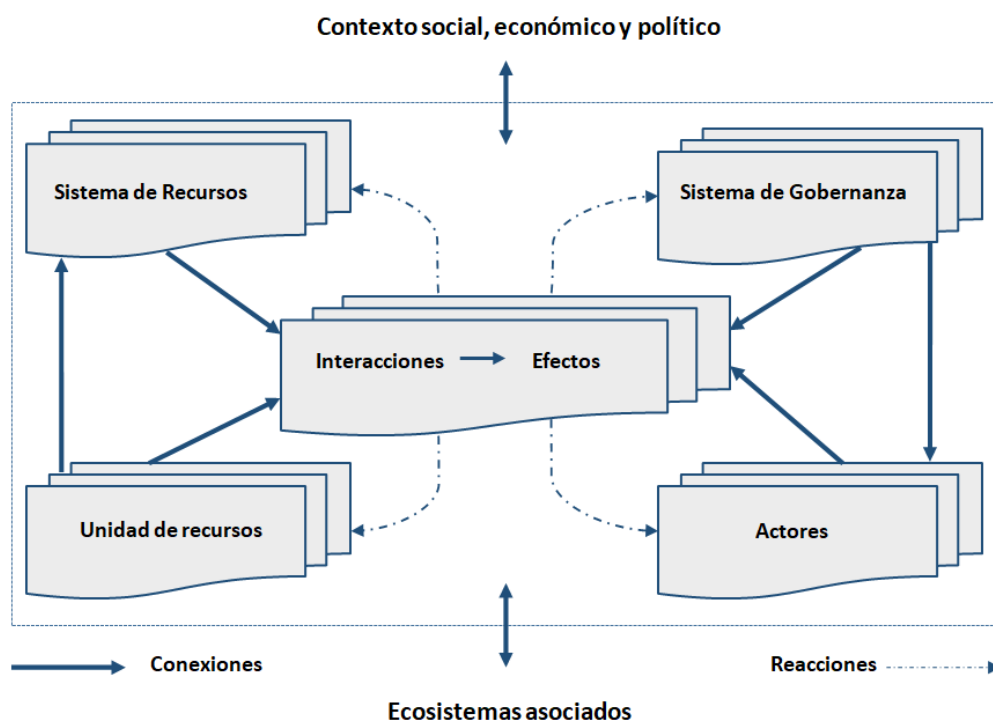 Contexto social, económico y político
Sistema de Recursos
Sistema de Gobernanza
Interacciones
Efectos
Unidad de recursos
Actores
Conexiones
Reacciones
Ecosistemas asociados